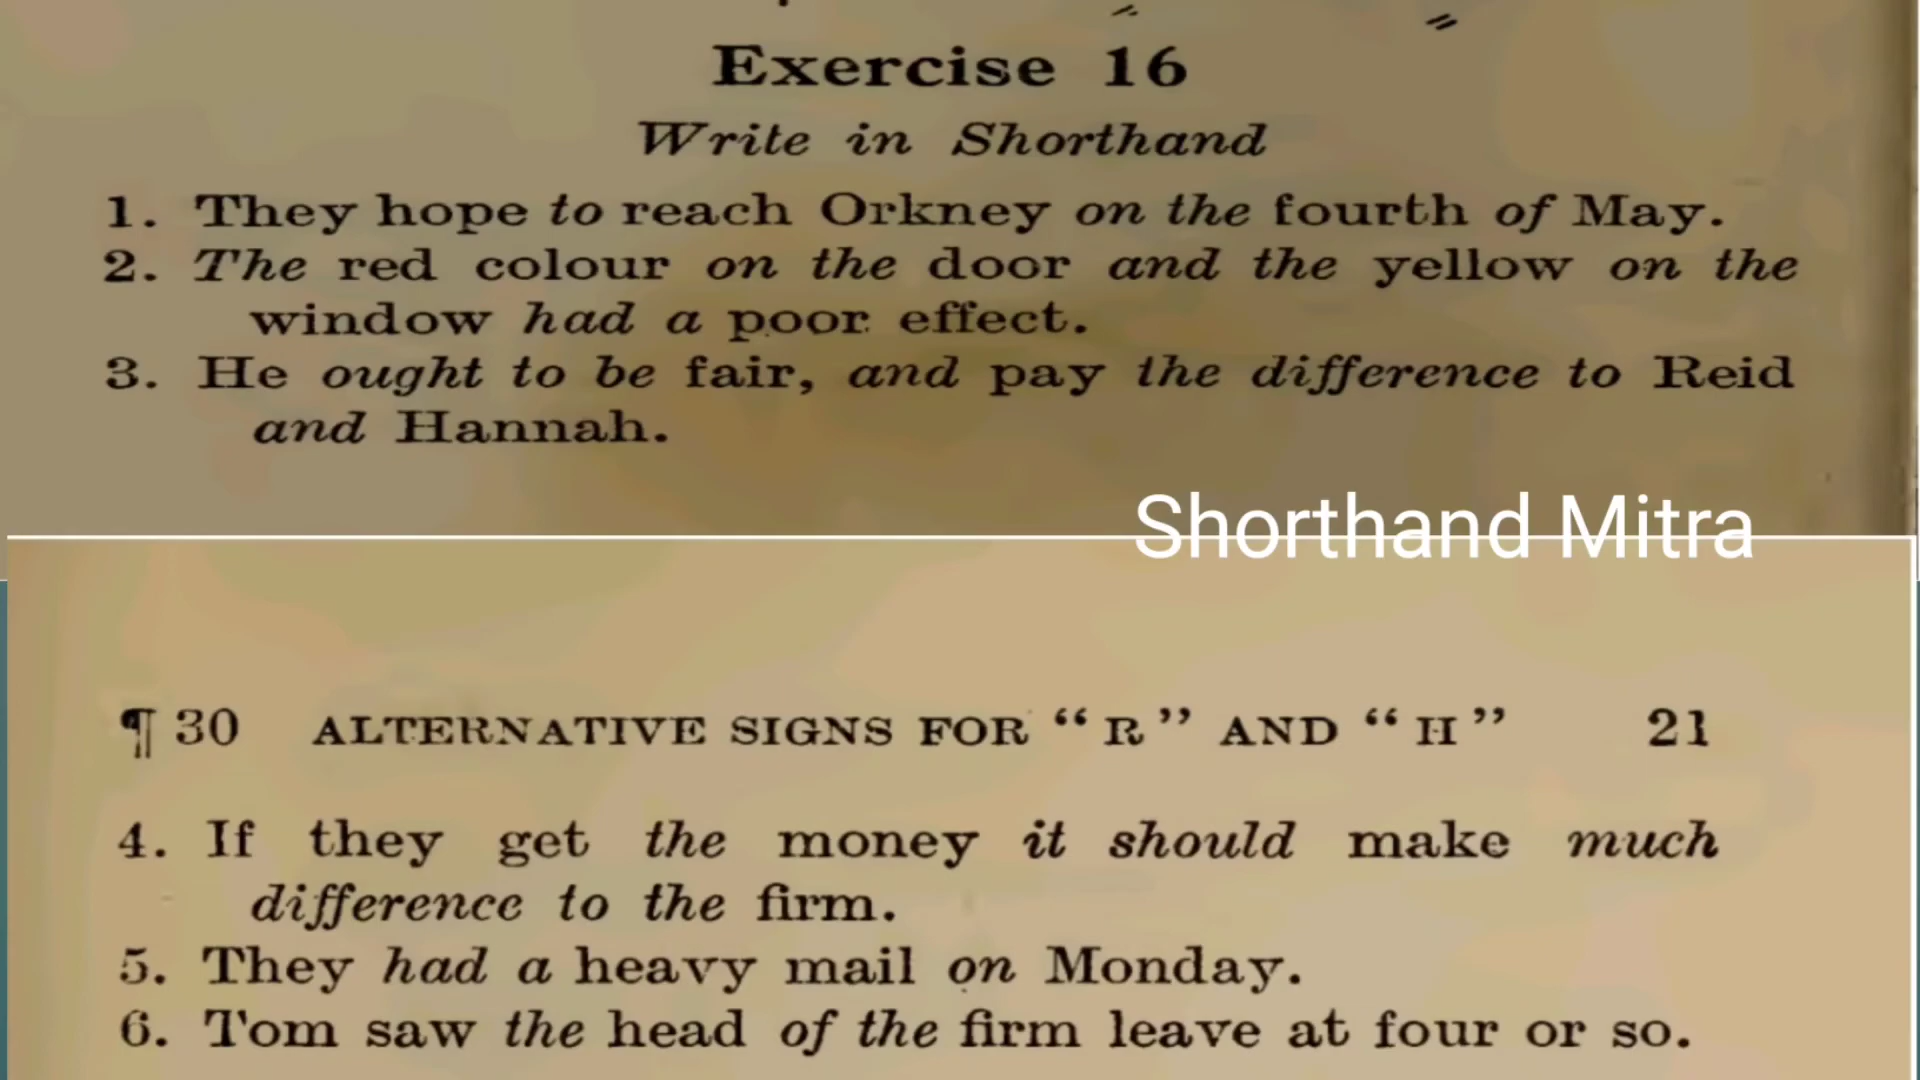 Exercise 16
Write in Shorthand
1. They hope to reach Orkney on the fourth of May.
2. The red colour on the door and the yellow on the
window had a poor effect.
3. He ought to be fair, and pay the difference to Reid
and Hannah.
Shorthand Mitra
¶ 30 ALTERNATIVE SIGNS FOR “ R ” AND “ H ” 21
4. If they get the money it should make much
difference to the firm.
5. They had a heavy mail on Monday.
6. Tom saw the head of the firm leave at four or so.